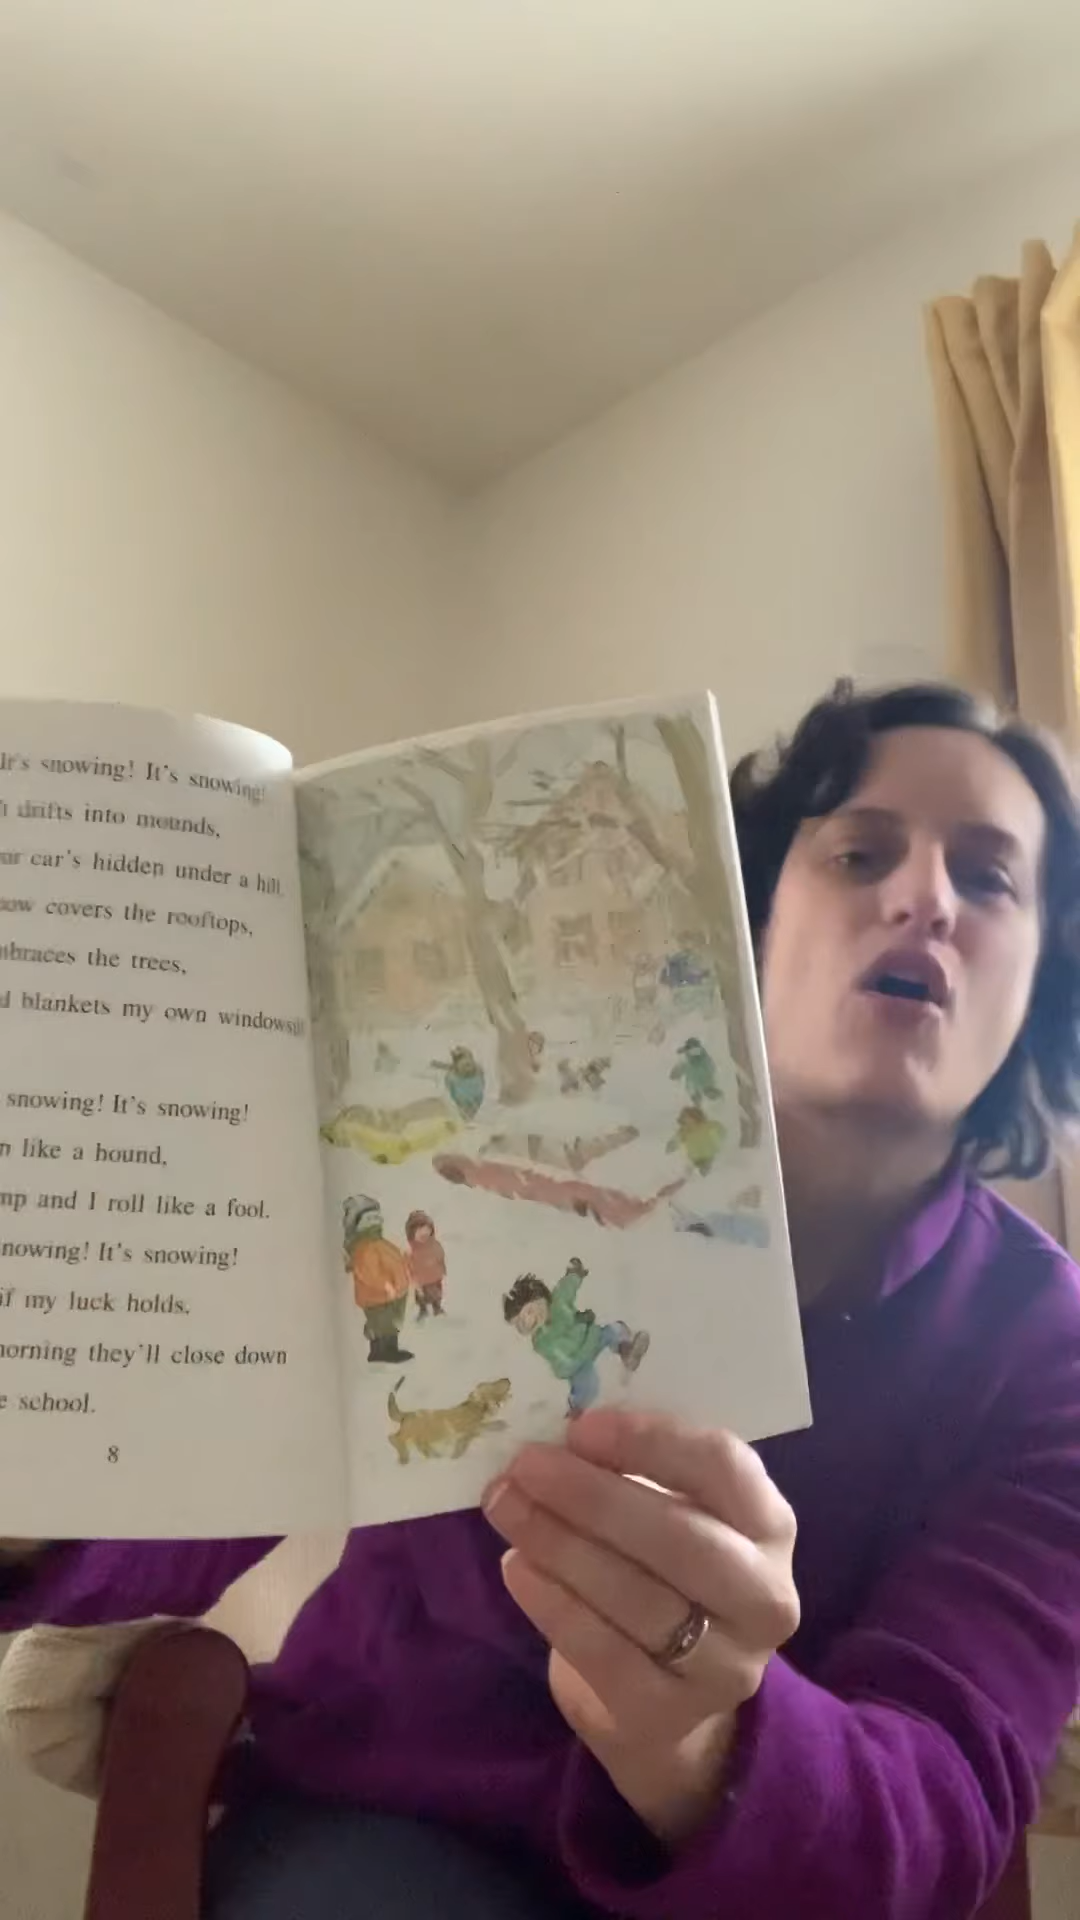 It's snowing! It's snowing!
drifts into mounds,
car's hidden under a hill.
covers the rooftops,
the trees,
blankets my own windowsill
snowing! It's snowing!
like a hound,
and I roll like a fool.
snowing! It's snowing!
if my luck holds,
they'll close down
school.
8